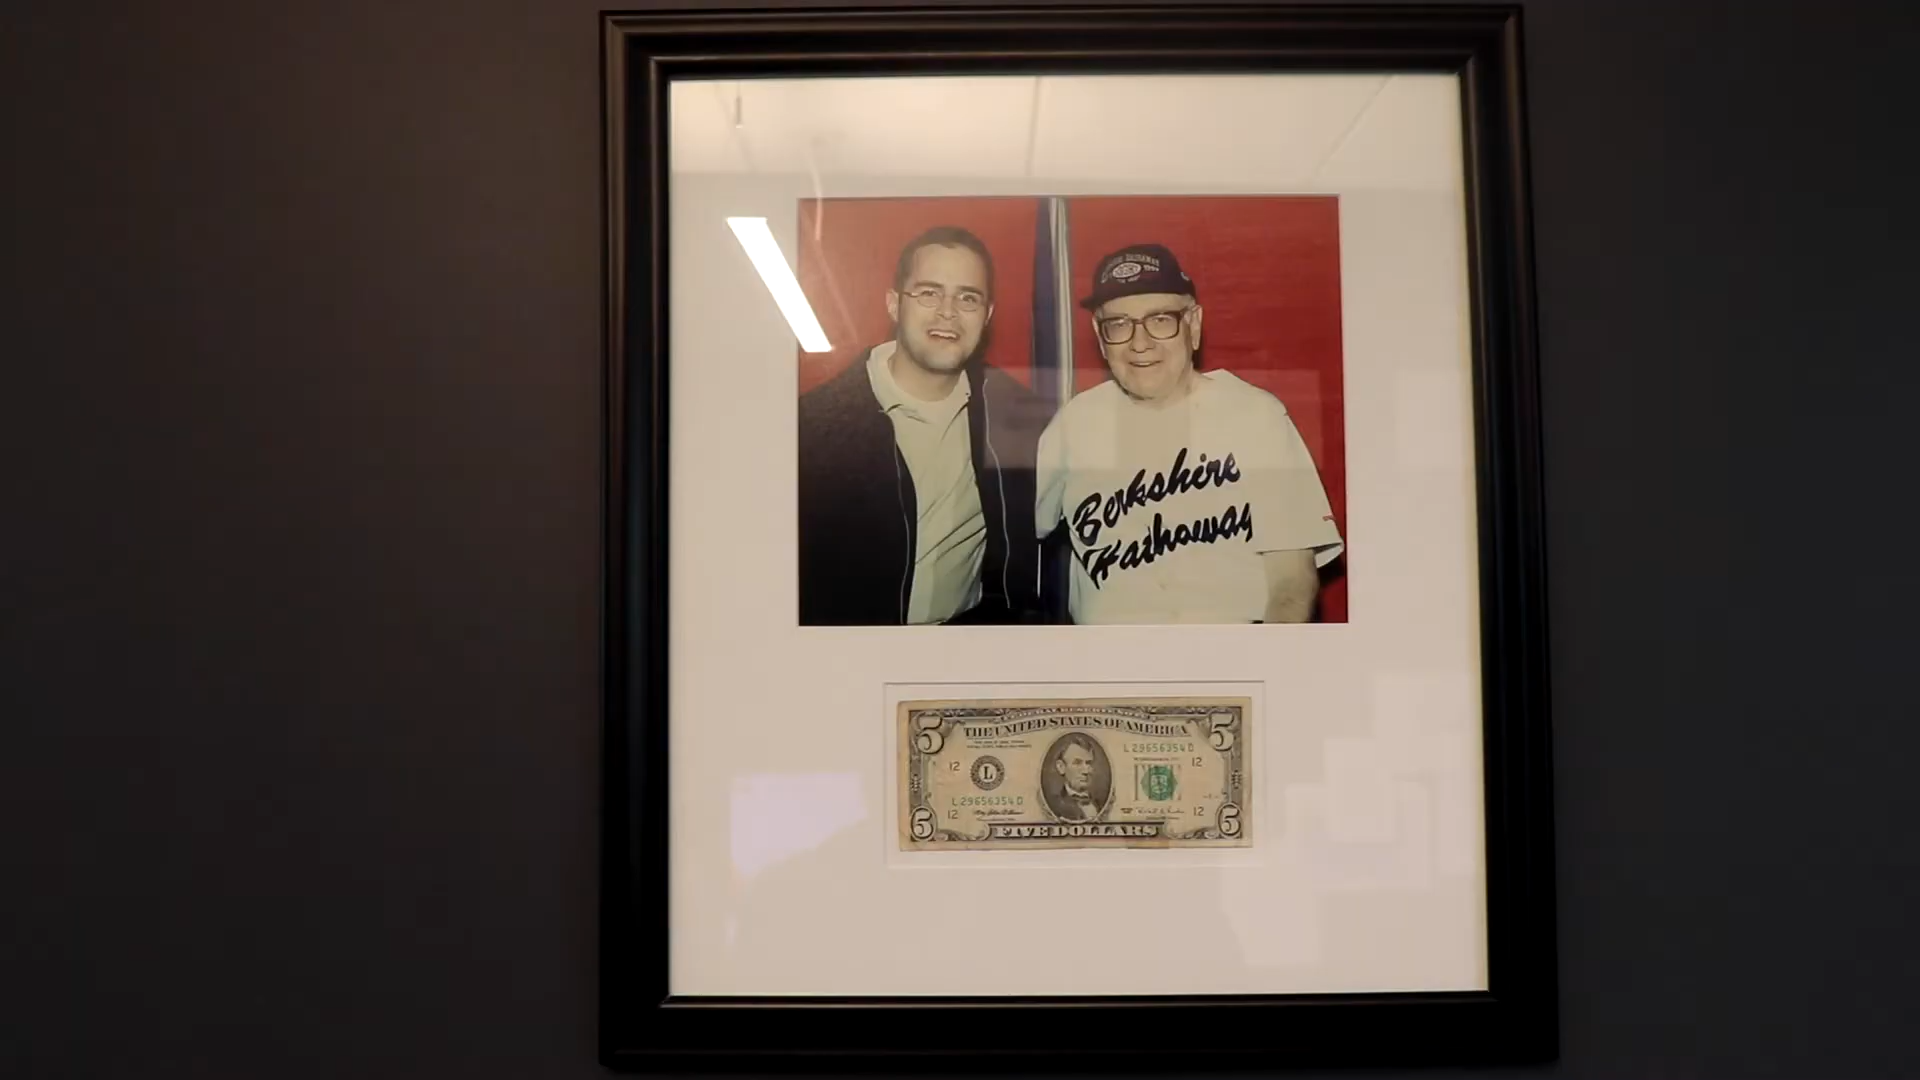 Berkshire
Hathaway
THE UNITED STATES OF AMERICA
5
5
L 29656354 D
12
L
12
L 29656354 D
12
12
5
FIVE DOLLARS
5